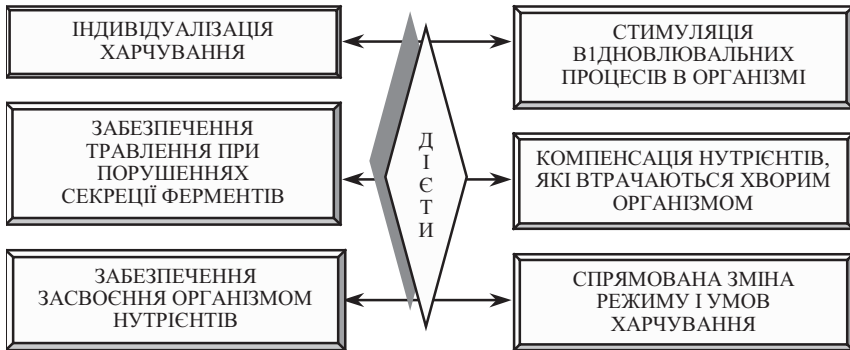 ІНДИВІДУАЛІЗАЦІЯ
ХАРЧУВАННЯ
ЗАБЕЗПЕЧЕННЯ
ТРАВЛЕННЯ ПРИ
ПОРУШЕННЯХ
СЕКРЕЦІЇ ФЕРМЕНТІВ
ЗАБЕЗПЕЧЕННЯ
ЗАСВОЄННЯ ОРГАНІЗМОМ
НУТРІЄНТІВ
Д
І
Є
Т
И
СТИМУЛЯЦІЯ
В1ДНОВЛЮВАЛЬНИХ
ПРОЦЕСІВ В ОРГАНІЗМІ
КОМПЕНСАЦІЯ НУТРІЄНТІВ,
ЯКІ ВТРАЧАЮТЬСЯ ХВОРИМ
ОРГАНІЗМОМ
СПРЯМОВАНА ЗМІНА
РЕЖИМУ І УМОВ
ХАРЧУВАННЯ